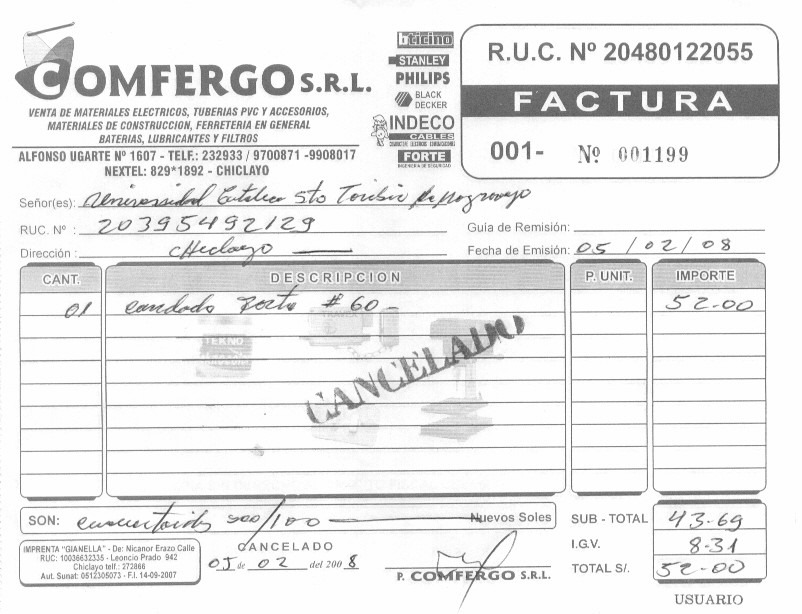 COMFERGO S.R.L.
VENTA DE MATERIALES ELECTRICOS, TUBERIAS PVC Y ACCESORIOS,
MATERIALES DE CONSTRUCCION, FERRETERIA EN GENERAL
BATERIAS, LUBRICANTES Y FILTROS
ALFONSO UGARTE Nº 1607 - TELF.: 232933 / 9700871 -9908017
NEXTEL: 829*1892 - CHICLAYO
bticino
STANLEY
PHILIPS
BLACK
DECKER
INDECO
CABLES
FORTE
R.U.C. Nº 20480122055
FACTURA
001- Nº 001199
Señor(es): Universidad Catolica Sto Toribio
RUC. Nº : 20395492129 Guia de Remisión:
Dirección : Chiclayo Fecha de Emisión: 05 / 02 / 08
CANT. DESCRIPCION P. UNIT. IMPORTE
01 candado Forte # 60 - 52-00
TEKNO
CANCELADO
SON: cincuentaidos 00/100 Nuevos Soles
SUB - TOTAL 43-69
I.G.V. 8-31
TOTAL S/. 52-00
IMPRENTA "GIANELLA" - De: Nicanor Erazo Calle
RUC: 10036632335 - Leoncio Prado 942
Chiclayo telf.: 272866
Aut. Sunat: 0512305073 - F.I. 14-09-2007
CANCELADO
05 de 02 del 2008
P. COMFERGO S.R.L.
USUARIO